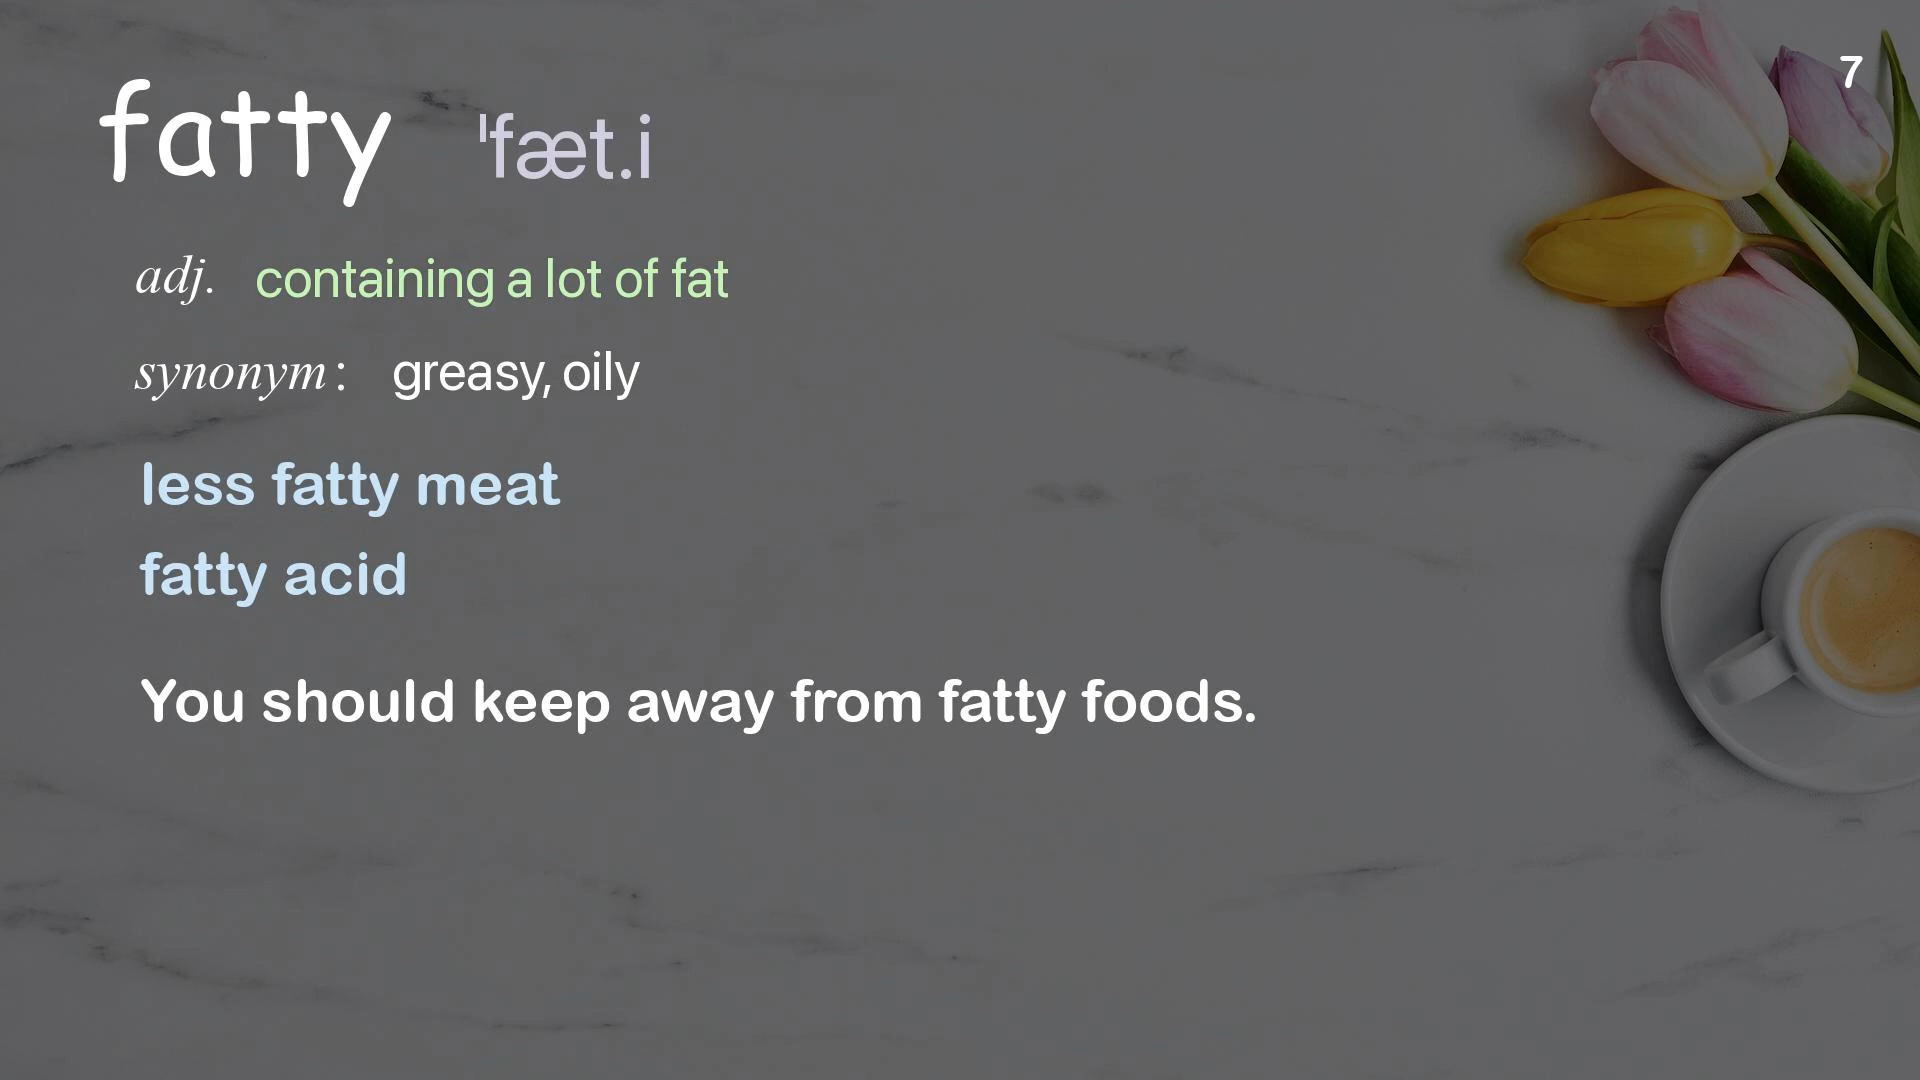 7
fatty ˈfæt.i
adj. containing a lot of fat
synonym: greasy, oily
less fatty meat
fatty acid
You should keep away from fatty foods.